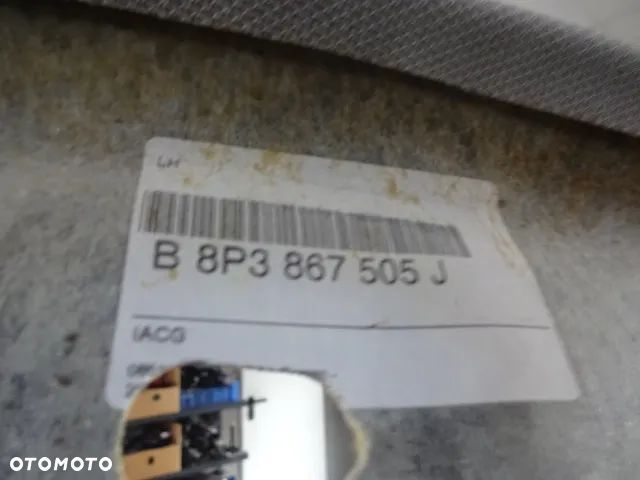 LH
B 8P3 867 505 J
IACG
OTOMOTO